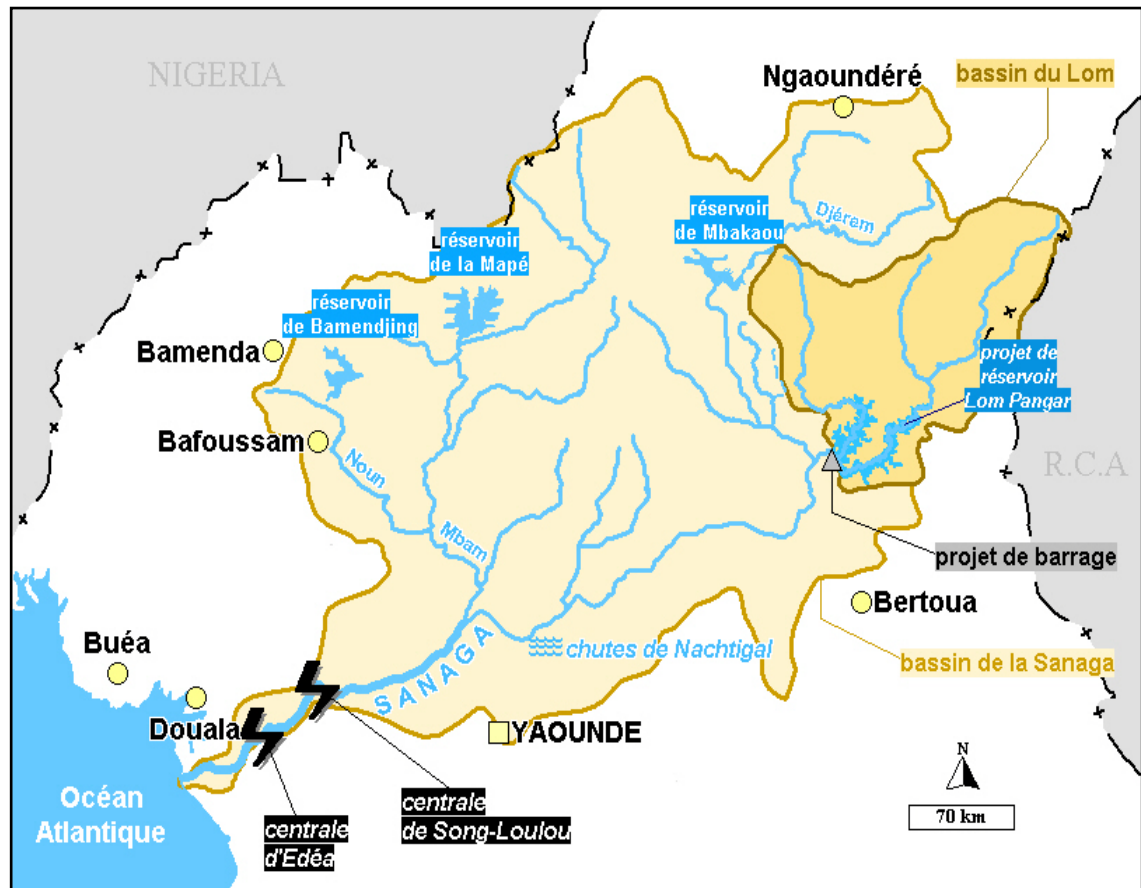 NIGERIA
Ngaoundéré
bassin du Lom
réservoir
de Mbakaou
Djérem
réservoir
de la Mapé
réservoir
de Bamendjing
Bamenda
projet de
réservoir
Lom Pangar
Bafoussam
R.C.A
Noun
Mbam
projet de barrage
Bertoua
Buéa
SANAGA
chutes de Nachtigal
bassin de la Sanaga
Douala
YAOUNDE
N
Océan
Atlantique
centrale
de Song-Loulou
70 km
centrale
d'Edéa